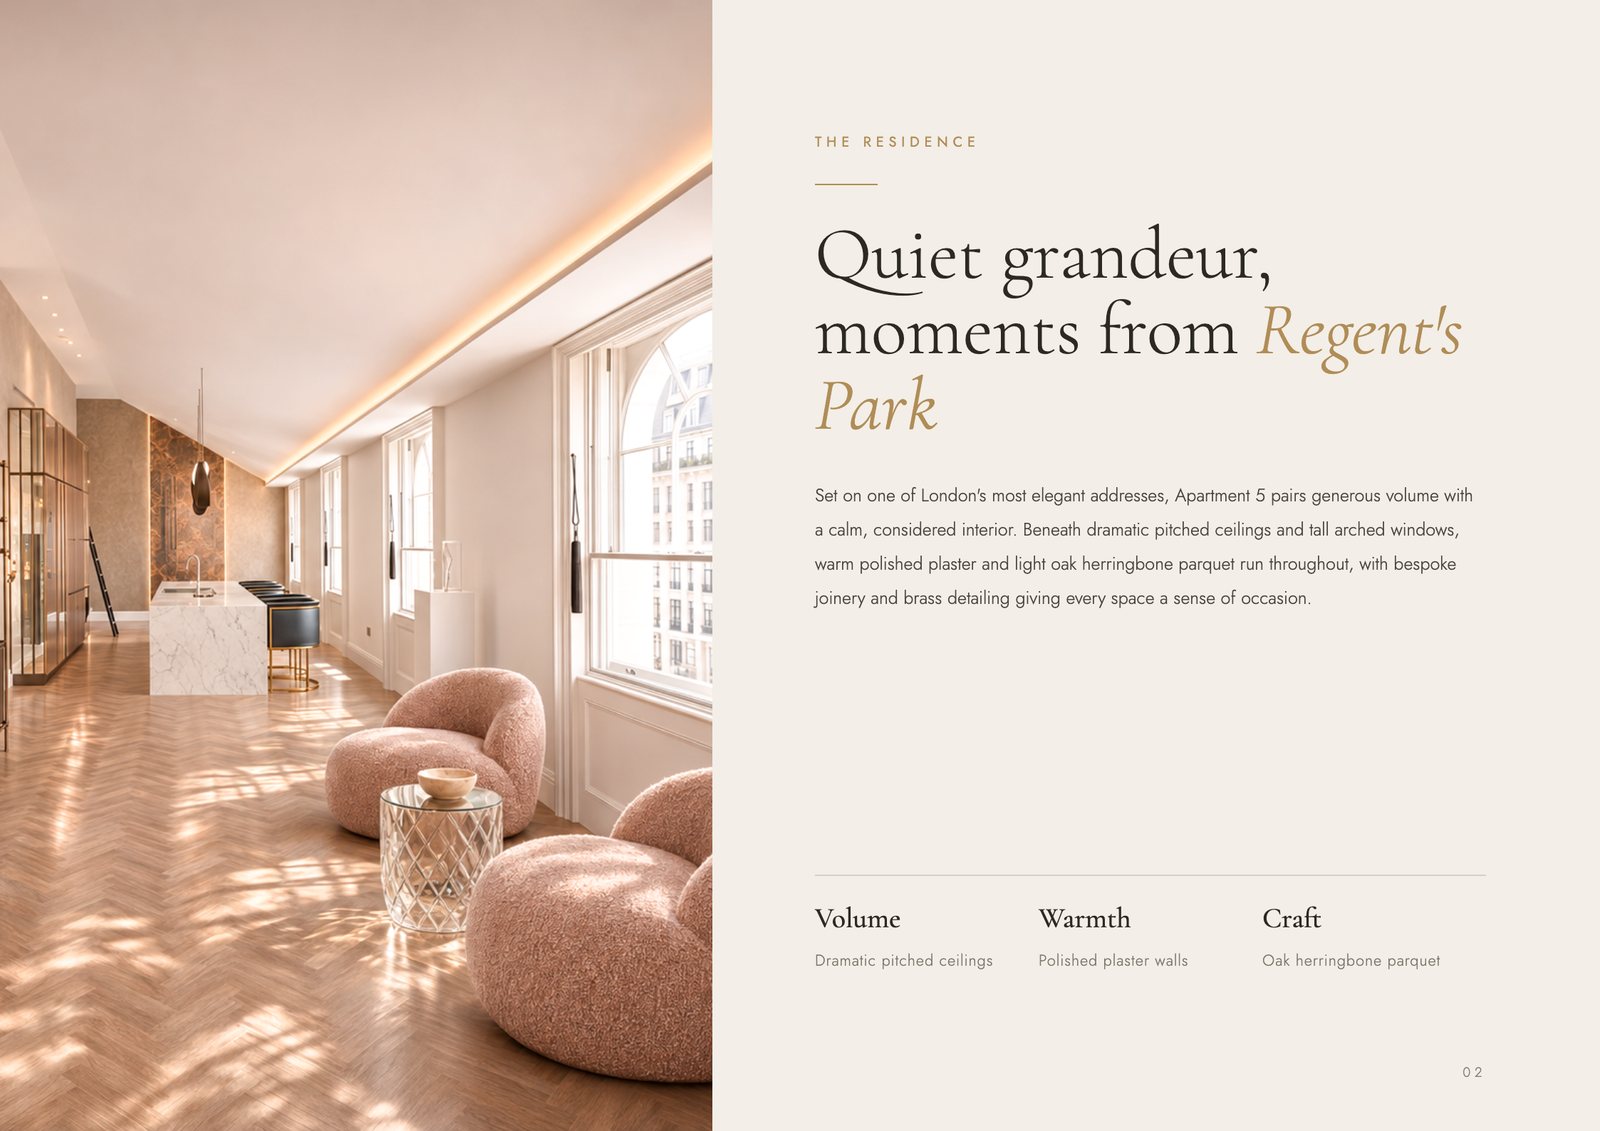 THE RESIDENCE
Quiet grandeur,
moments from Regent's
Park
Set on one of London's most elegant addresses, Apartment 5 pairs generous volume with
a calm, considered interior. Beneath dramatic pitched ceilings and tall arched windows,
warm polished plaster and light oak herringbone parquet run throughout, with bespoke
joinery and brass detailing giving every space a sense of occasion.
Volume
Dramatic pitched ceilings
Warmth
Polished plaster walls
Craft
Oak herringbone parquet
02